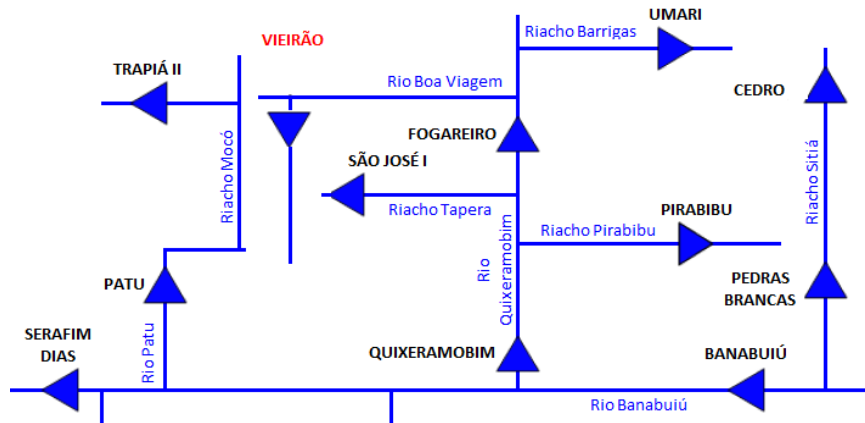 UMARI
Riacho Barrigas
VIEIRÃO
TRAPIÁ II
Rio Boa Viagem
CEDRO
FOGAREIRO
Riacho Mocó
SÃO JOSÉ I
Riacho Sitiá
Riacho Tapera
PIRABIBU
Riacho Pirabibu
Rio
Quixeramobim
PATU
PEDRAS
BRANCAS
SERAFIM
DIAS
Rio Patu
QUIXERAMOBIM
BANABUIÚ
Rio Banabuiú